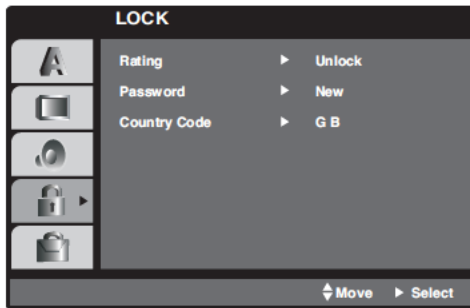 LOCK
Rating ► Unlock
Password ► New
Country Code ► G B
Move ► Select